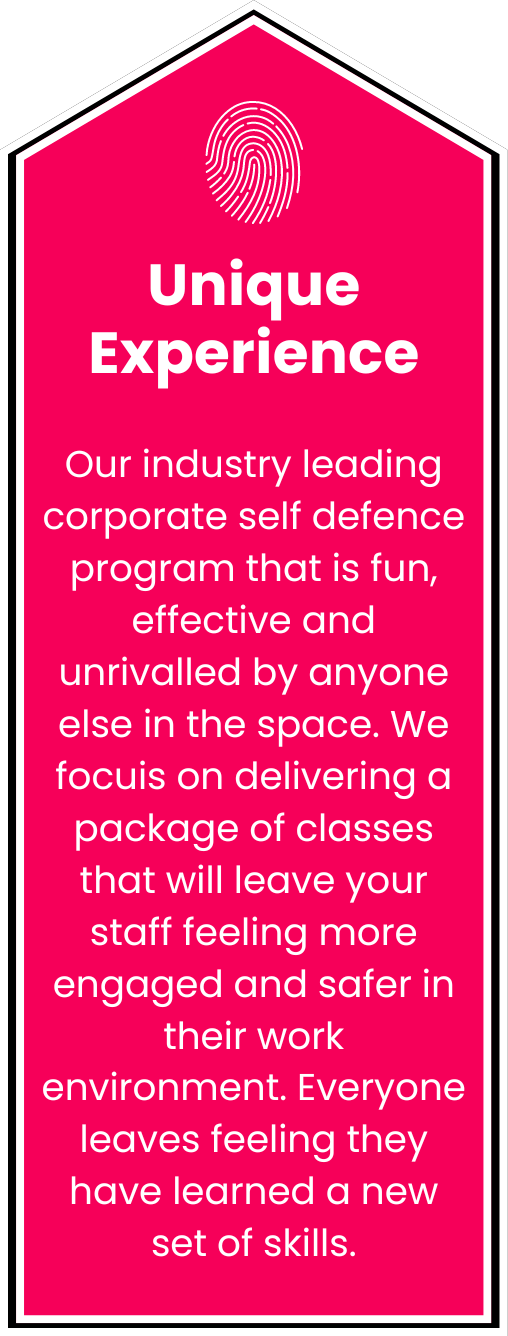 Unique
Experience
Our industry leading
corporate self defence
program that is fun,
effective and
unrivalled by anyone
else in the space. We
focuis on delivering a
package of classes
that will leave your
staff feeling more
engaged and safer in
their work
environment. Everyone
leaves feeling they
have learned a new
set of skills.